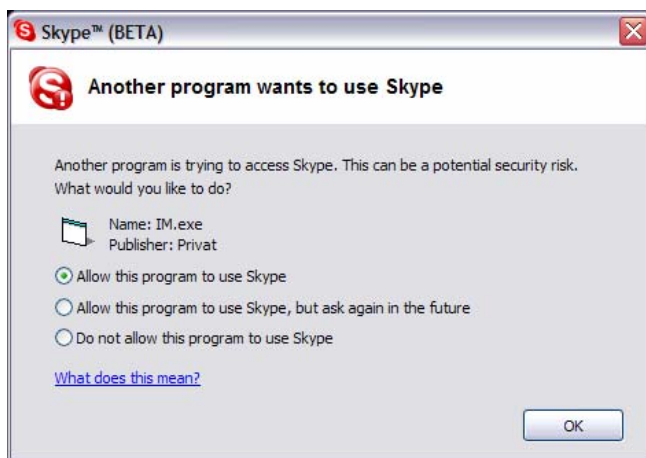 Skype™ (BETA)
Another program wants to use Skype
Another program is trying to access Skype. This can be a potential security risk.
What would you like to do?
Name: IM.exe
Publisher: Privat
Allow this program to use Skype
Allow this program to use Skype, but ask again in the future
Do not allow this program to use Skype
What does this mean?
OK